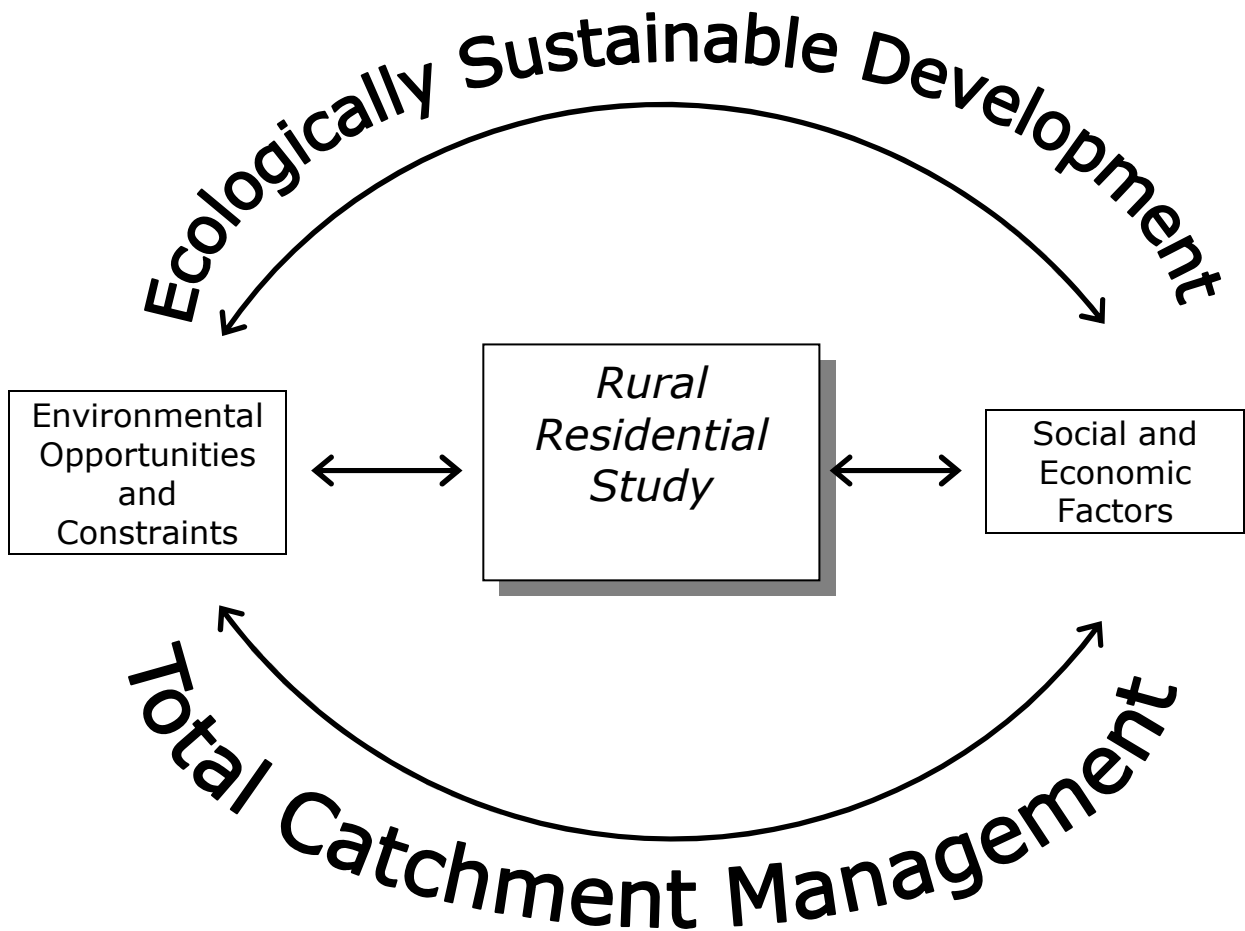 Ecologically Sustainable Development
Rural
Residential
Study
Environmental
Opportunities
and
Constraints
Social and
Economic
Factors
Total Catchment Management